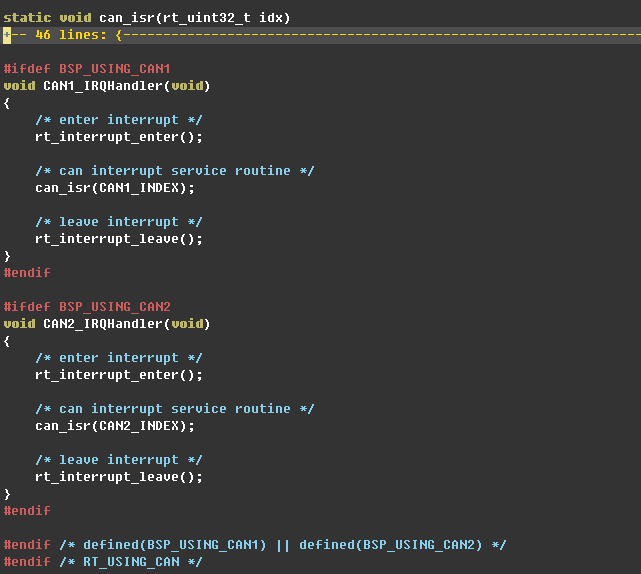 static void can_isr(rt_uint32_t idx)
+-- 46 lines: {-----------------------------------------------------------------
#ifdef BSP_USING_CAN1
void CAN1_IRQHandler(void)
{
    /* enter interrupt */
    rt_interrupt_enter();
    /* can interrupt service routine */
    can_isr(CAN1_INDEX);
    /* leave interrupt */
    rt_interrupt_leave();
}
#endif
#ifdef BSP_USING_CAN2
void CAN2_IRQHandler(void)
{
    /* enter interrupt */
    rt_interrupt_enter();
    /* can interrupt service routine */
    can_isr(CAN2_INDEX);
    /* leave interrupt */
    rt_interrupt_leave();
}
#endif
#endif /* defined(BSP_USING_CAN1) || defined(BSP_USING_CAN2) */
#endif /* RT_USING_CAN */